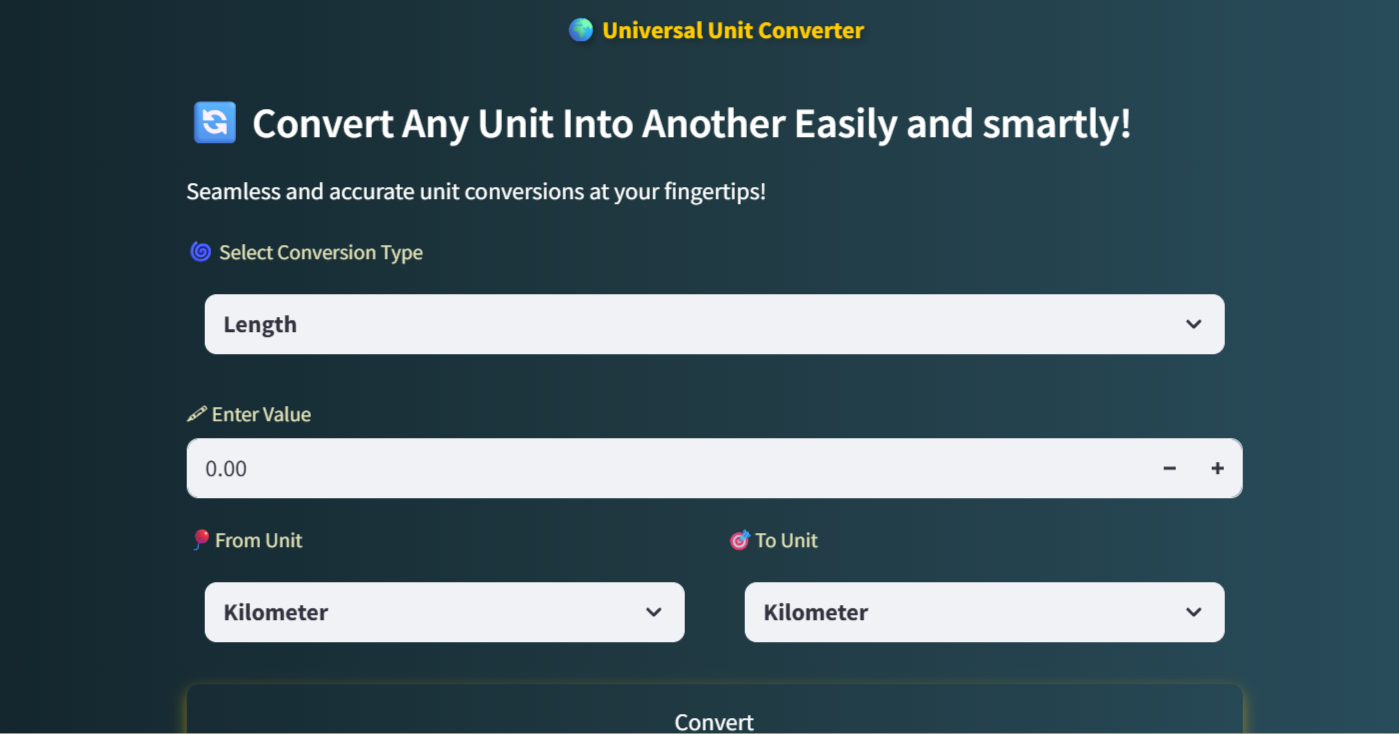 Universal Unit Converter
Convert Any Unit Into Another Easily and smartly!
Seamless and accurate unit conversions at your fingertips!
Select Conversion Type
Length
Enter Value
0.00
From Unit
To Unit
Kilometer
Kilometer
Convert